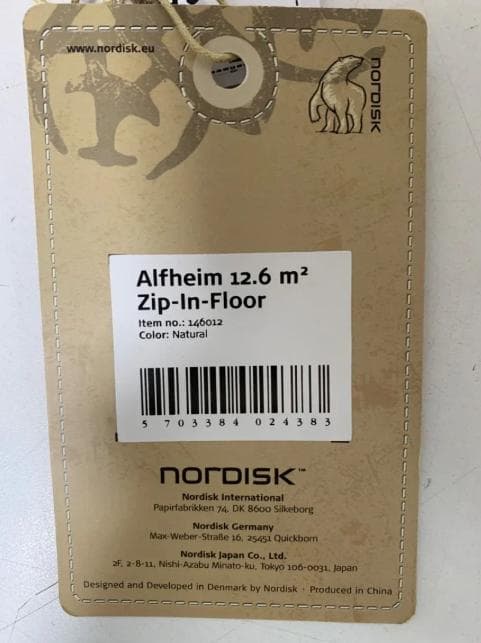 www.nordisk.eu
NORDISK
Alfheim 12.6 m²
Zip-In-Floor
Item no.: 146012
Color: Natural
5 703384 024383
NORDISK™
Nordisk International
Papirfabrikken 74, DK 8600 Silkeborg
Nordisk Germany
Max-Weber-Straße 16, 25451 Quickborn
Nordisk Japan Co., Ltd.
2F, 2-8-11, Nishi-Azabu Minato-ku, Tokyo 106-0031, Japan
Designed and Developed in Denmark by Nordisk · Produced in China